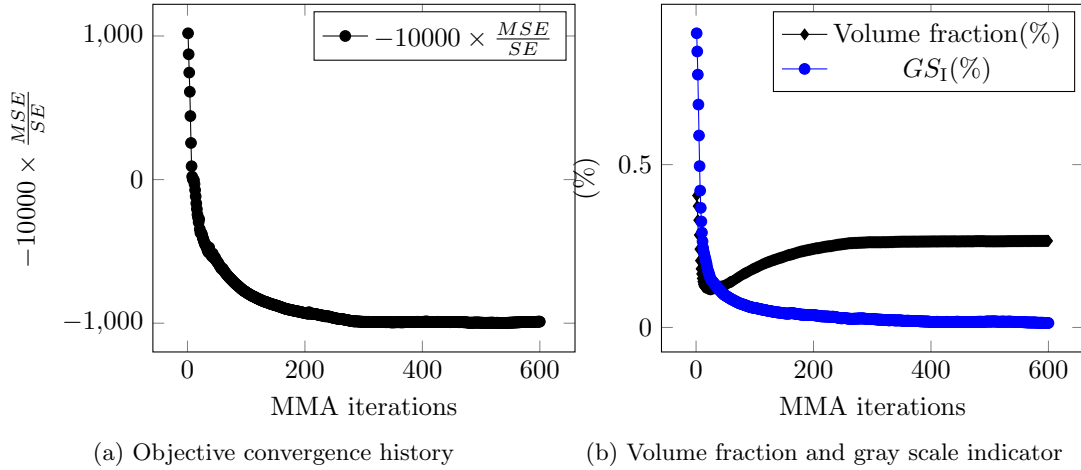 1,000
0
−1,000
−10000 × MSE/SE
0
200
400
600
MMA iterations
−10000 × MSE/SE
(a) Objective convergence history
0.5
0
(%)
0
200
400
600
MMA iterations
Volume fraction(%)
GS_I(%)
(b) Volume fraction and gray scale indicator